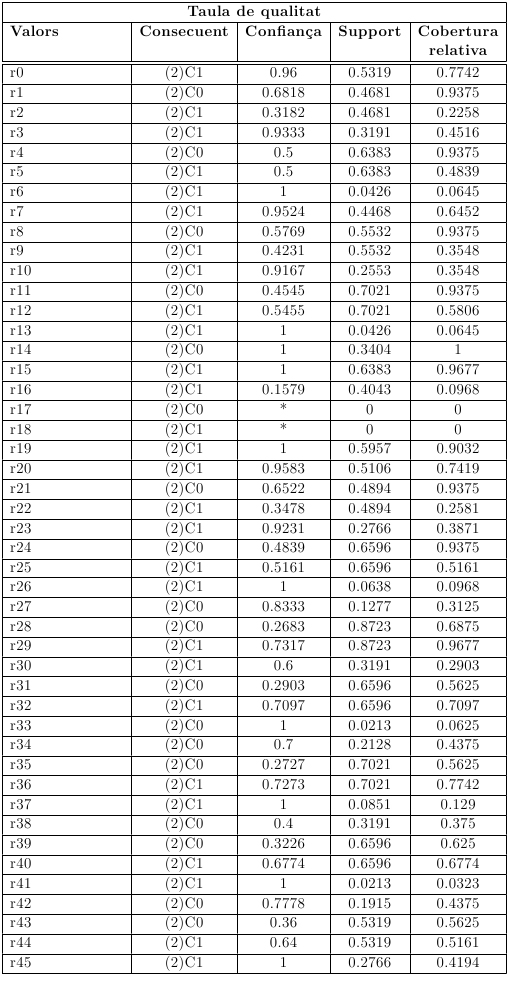 Taula de qualitat
Valors Consecuent Confiança Support Cobertura
relativa
r0 (2)C1 0.96 0.5319 0.7742
r1 (2)C0 0.6818 0.4681 0.9375
r2 (2)C1 0.3182 0.4681 0.2258
r3 (2)C1 0.9333 0.3191 0.4516
r4 (2)C0 0.5 0.6383 0.9375
r5 (2)C1 0.5 0.6383 0.4839
r6 (2)C1 1 0.0426 0.0645
r7 (2)C1 0.9524 0.4468 0.6452
r8 (2)C0 0.5769 0.5532 0.9375
r9 (2)C1 0.4231 0.5532 0.3548
r10 (2)C1 0.9167 0.2553 0.3548
r11 (2)C0 0.4545 0.7021 0.9375
r12 (2)C1 0.5455 0.7021 0.5806
r13 (2)C1 1 0.0426 0.0645
r14 (2)C0 1 0.3404 1
r15 (2)C1 1 0.6383 0.9677
r16 (2)C1 0.1579 0.4043 0.0968
r17 (2)C0 * 0 0
r18 (2)C1 * 0 0
r19 (2)C1 1 0.5957 0.9032
r20 (2)C1 0.9583 0.5106 0.7419
r21 (2)C0 0.6522 0.4894 0.9375
r22 (2)C1 0.3478 0.4894 0.2581
r23 (2)C1 0.9231 0.2766 0.3871
r24 (2)C0 0.4839 0.6596 0.9375
r25 (2)C1 0.5161 0.6596 0.5161
r26 (2)C1 1 0.0638 0.0968
r27 (2)C0 0.8333 0.1277 0.3125
r28 (2)C0 0.2683 0.8723 0.6875
r29 (2)C1 0.7317 0.8723 0.9677
r30 (2)C1 0.6 0.3191 0.2903
r31 (2)C0 0.2903 0.6596 0.5625
r32 (2)C1 0.7097 0.6596 0.7097
r33 (2)C0 1 0.0213 0.0625
r34 (2)C0 0.7 0.2128 0.4375
r35 (2)C0 0.2727 0.7021 0.5625
r36 (2)C1 0.7273 0.7021 0.7742
r37 (2)C1 1 0.0851 0.129
r38 (2)C0 0.4 0.3191 0.375
r39 (2)C0 0.3226 0.6596 0.625
r40 (2)C1 0.6774 0.6596 0.6774
r41 (2)C1 1 0.0213 0.0323
r42 (2)C0 0.7778 0.1915 0.4375
r43 (2)C0 0.36 0.5319 0.5625
r44 (2)C1 0.64 0.5319 0.5161
r45 (2)C1 1 0.2766 0.4194